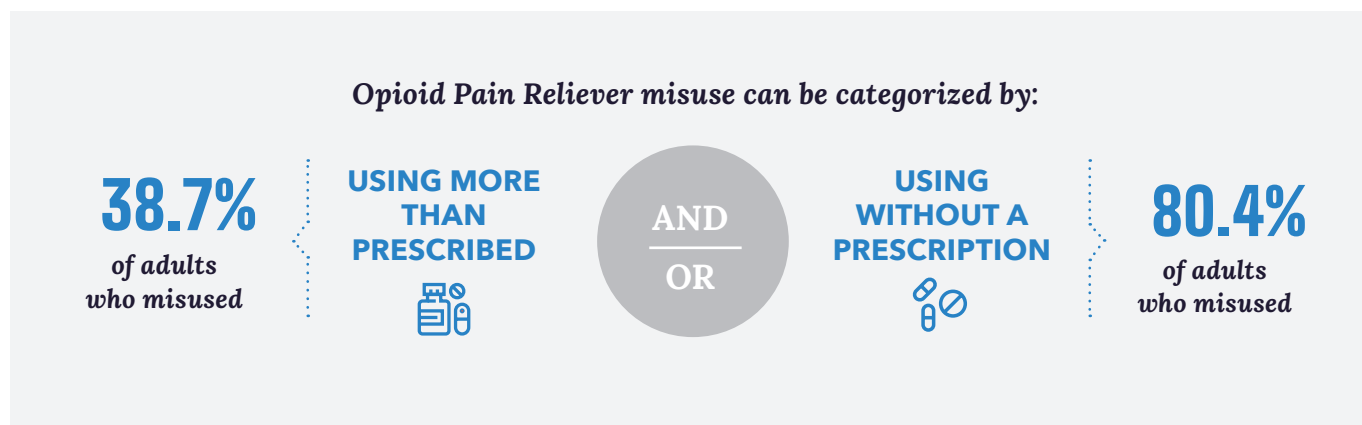 Opioid Pain Reliever misuse can be categorized by:
38.7%
of adults
who misused
USING MORE
THAN
PRESCRIBED
AND
OR
USING
WITHOUT A
PRESCRIPTION
80.4%
of adults
who misused